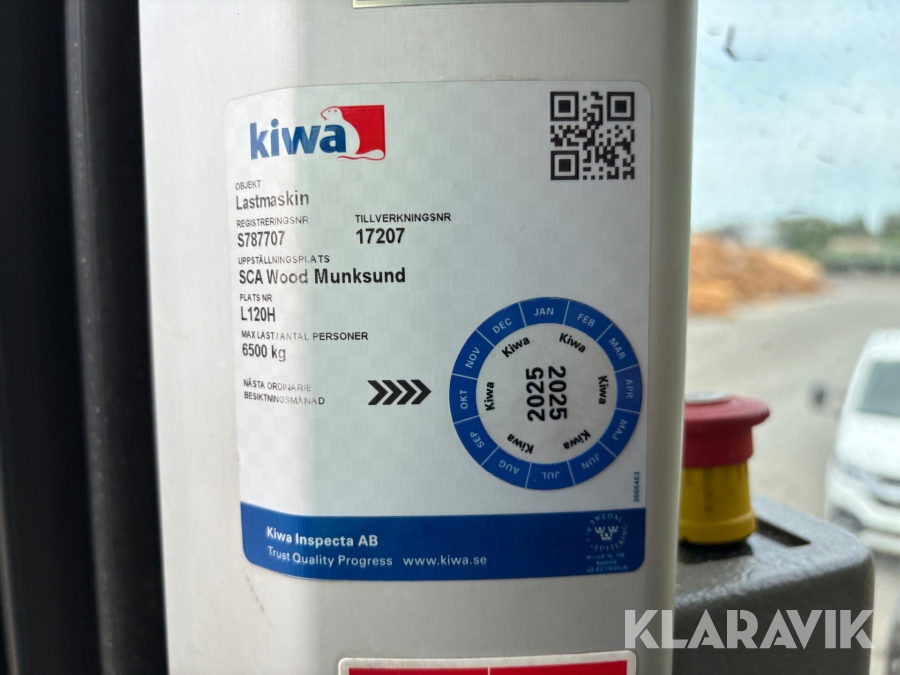 kiwa
OBJEKT
Lastmaskin
REGISTRERINGSNR TILLVERKNINGSNR
S787707 17207
UPPSTÄLLNINGSPLATS
SCA Wood Munksund
PLATS NR
L120H
MAX LAST/ANTAL PERSONER
6500 kg
NÄSTA ORDINARIE
BESIKTNINGSMÅNAD
JAN FEB MAR APR MAJ JUN JUL AUG SEP OKT NOV DEC
Kiwa Kiwa Kiwa Kiwa Kiwa Kiwa
2025 2025
3666463
Kiwa Inspecta AB
Trust Quality Progress www.kiwa.se
SWEDAC
KLARAVIK